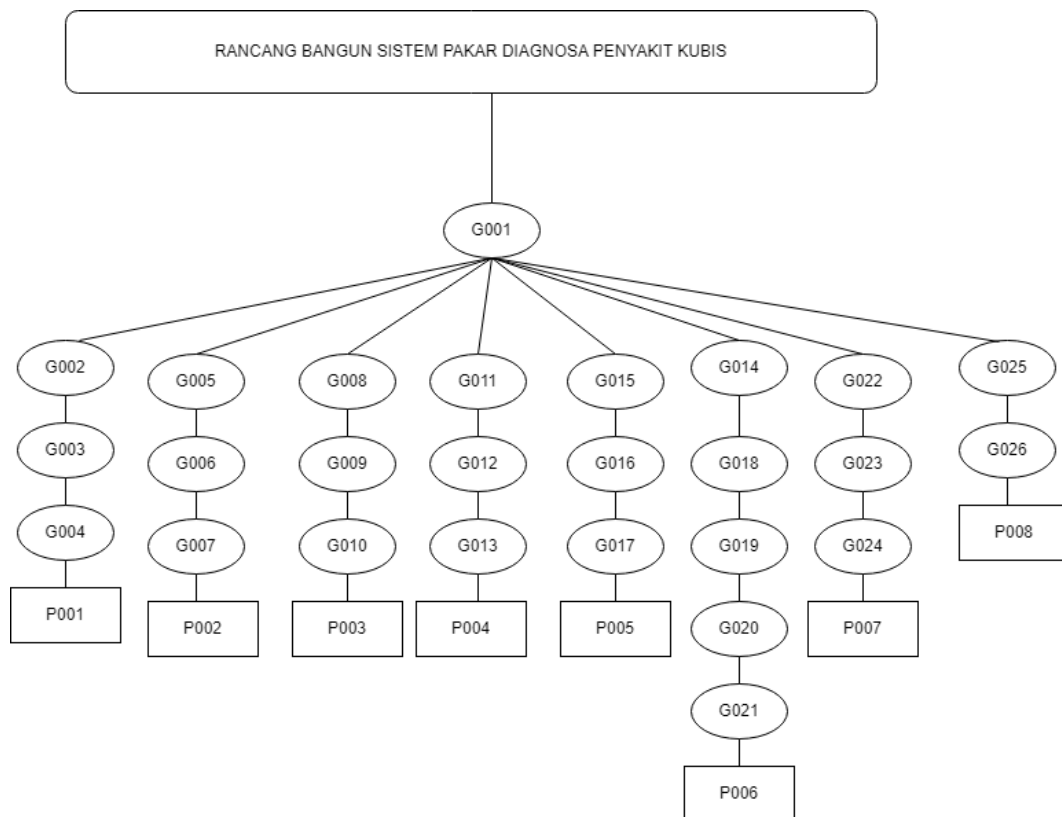 RANCANG BANGUN SISTEM PAKAR DIAGNOSA PENYAKIT KUBIS
G001
G002
G005
G008
G011
G015
G014
G022
G025
G003
G006
G009
G012
G016
G018
G023
G026
G004
G007
G010
G013
G017
G019
G024
P008
P001
P002
P003
P004
P005
G020
P007
G021
P006